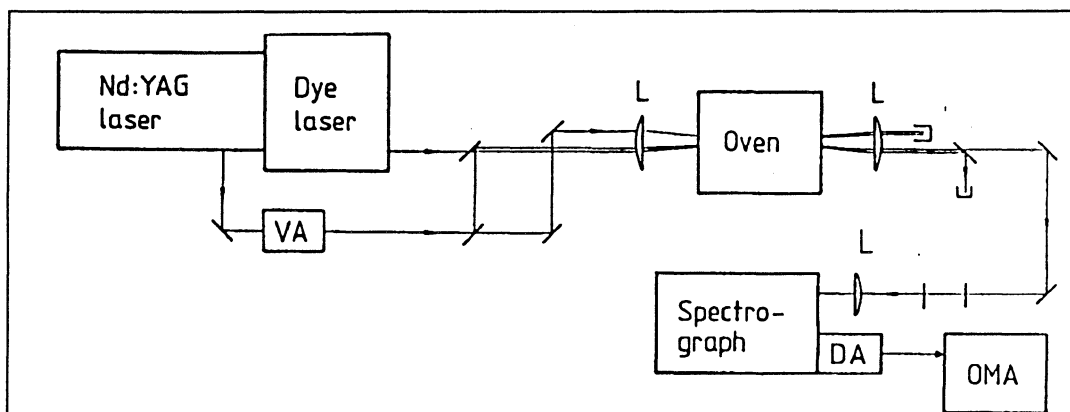 Nd:YAG
laser
Dye
laser
VA
L
Oven
L
L
Spectro-
graph
DA
OMA